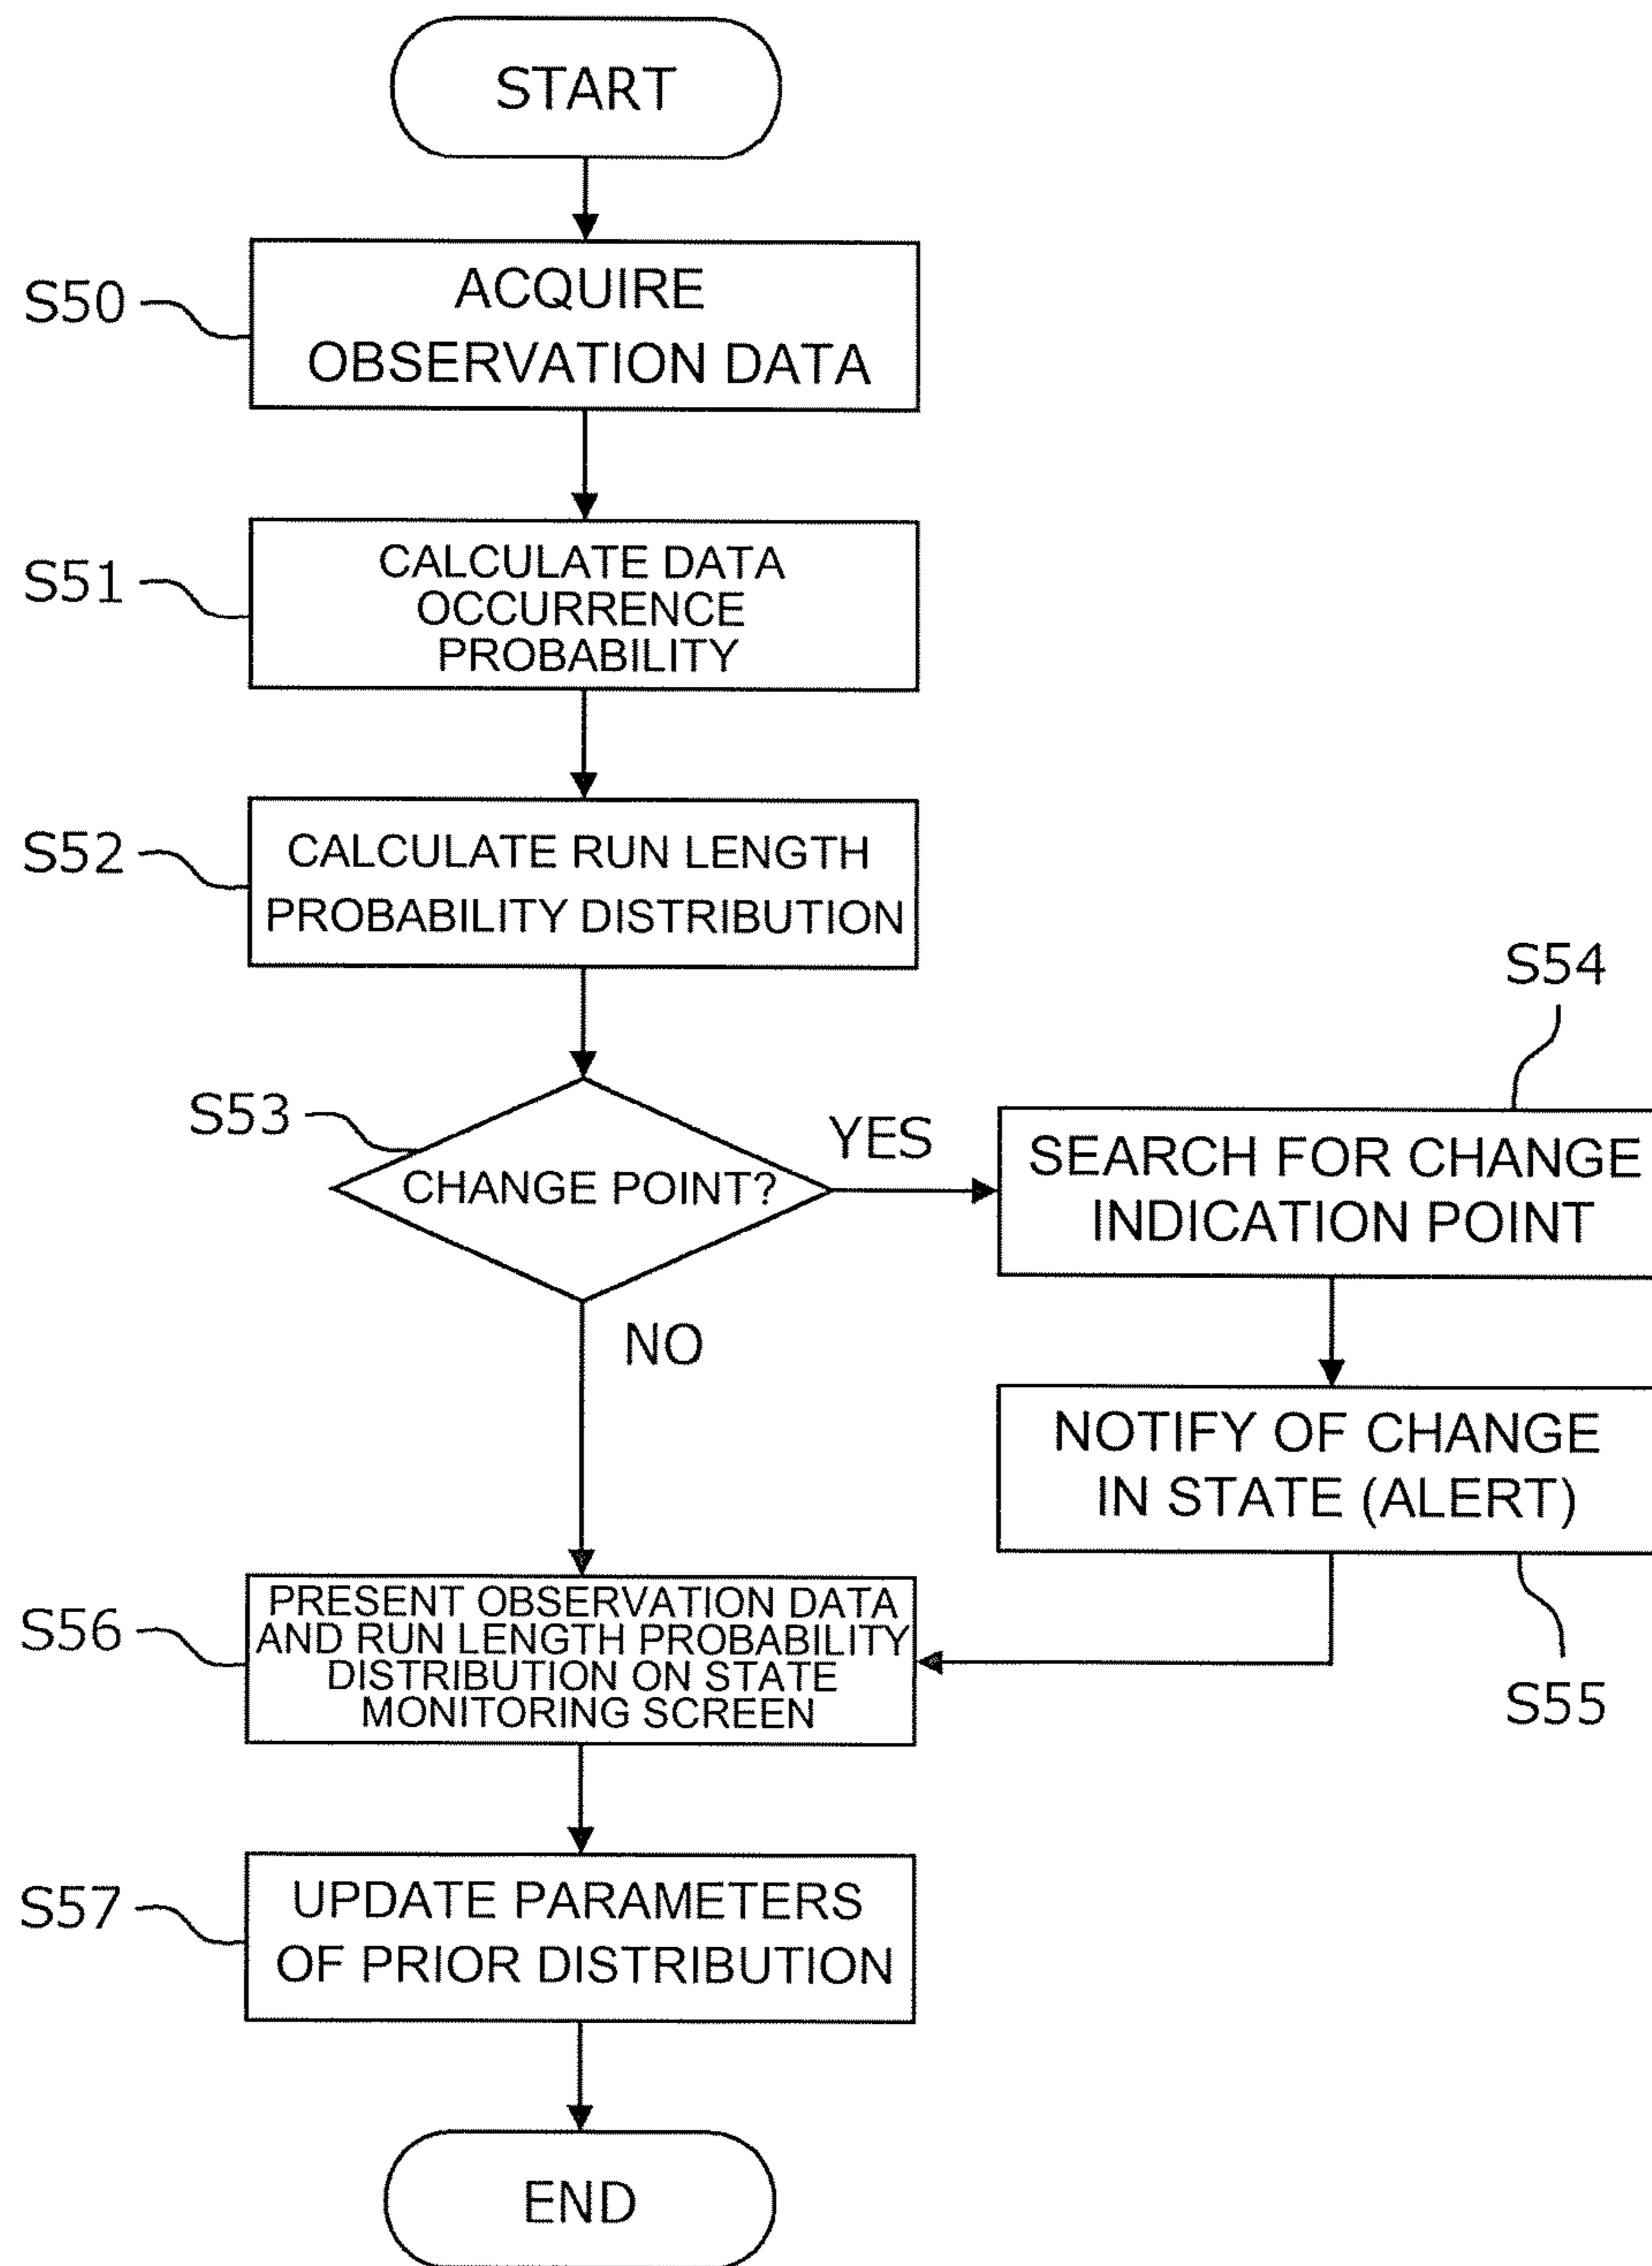 START
S50
ACQUIRE
OBSERVATION DATA
S51
CALCULATE DATA
OCCURRENCE
PROBABILITY
S52
CALCULATE RUN LENGTH
PROBABILITY DISTRIBUTION
S53
CHANGE POINT?
YES
NO
S54
SEARCH FOR CHANGE
INDICATION POINT
NOTIFY OF CHANGE
IN STATE (ALERT)
S55
S56
PRESENT OBSERVATION DATA
AND RUN LENGTH PROBABILITY
DISTRIBUTION ON STATE
MONITORING SCREEN
S57
UPDATE PARAMETERS
OF PRIOR DISTRIBUTION
END